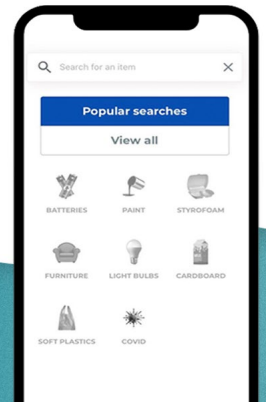 Search for an item
Popular searches
View all
BATTERIES PAINT STYROFOAM
FURNITURE LIGHT BULBS CARDBOARD
SOFT PLASTICS COVID